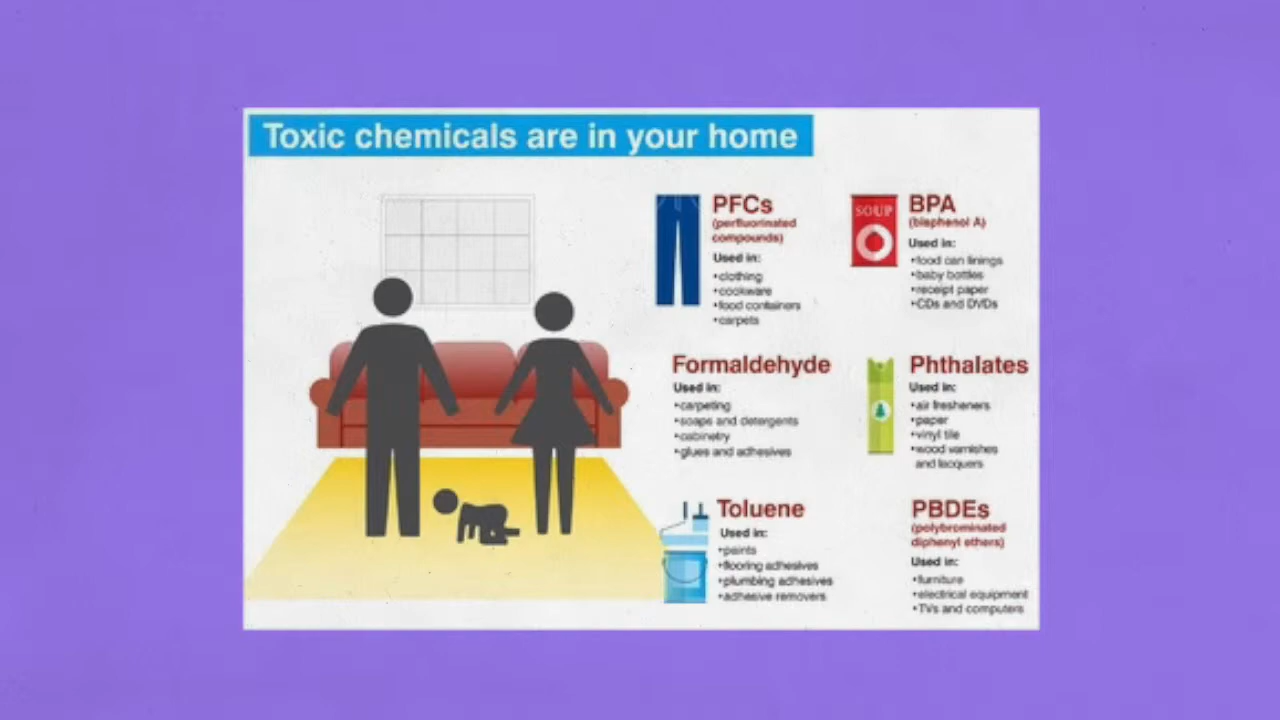 Toxic chemicals are in your home
PFCs
(perfluorinated
compounds)
Used in:
•clothing
•cookware
•food containers
•carpets
SOUP
BPA
(bisphenol A)
Used in:
•food can linings
•baby bottles
•receipt paper
•CDs and DVDs
Formaldehyde
Used in:
•carpeting
•soaps and detergents
•cabinetry
•glues and adhesives
Phthalates
Used in:
•air fresheners
•paper
•vinyl tile
•wood varnishes
and lacquers
Toluene
Used in:
•paints
•flooring adhesives
•plumbing adhesives
•adhesive removers
PBDEs
(polybrominated
diphenyl ethers)
Used in:
•furniture
•electrical equipment
•TVs and computers